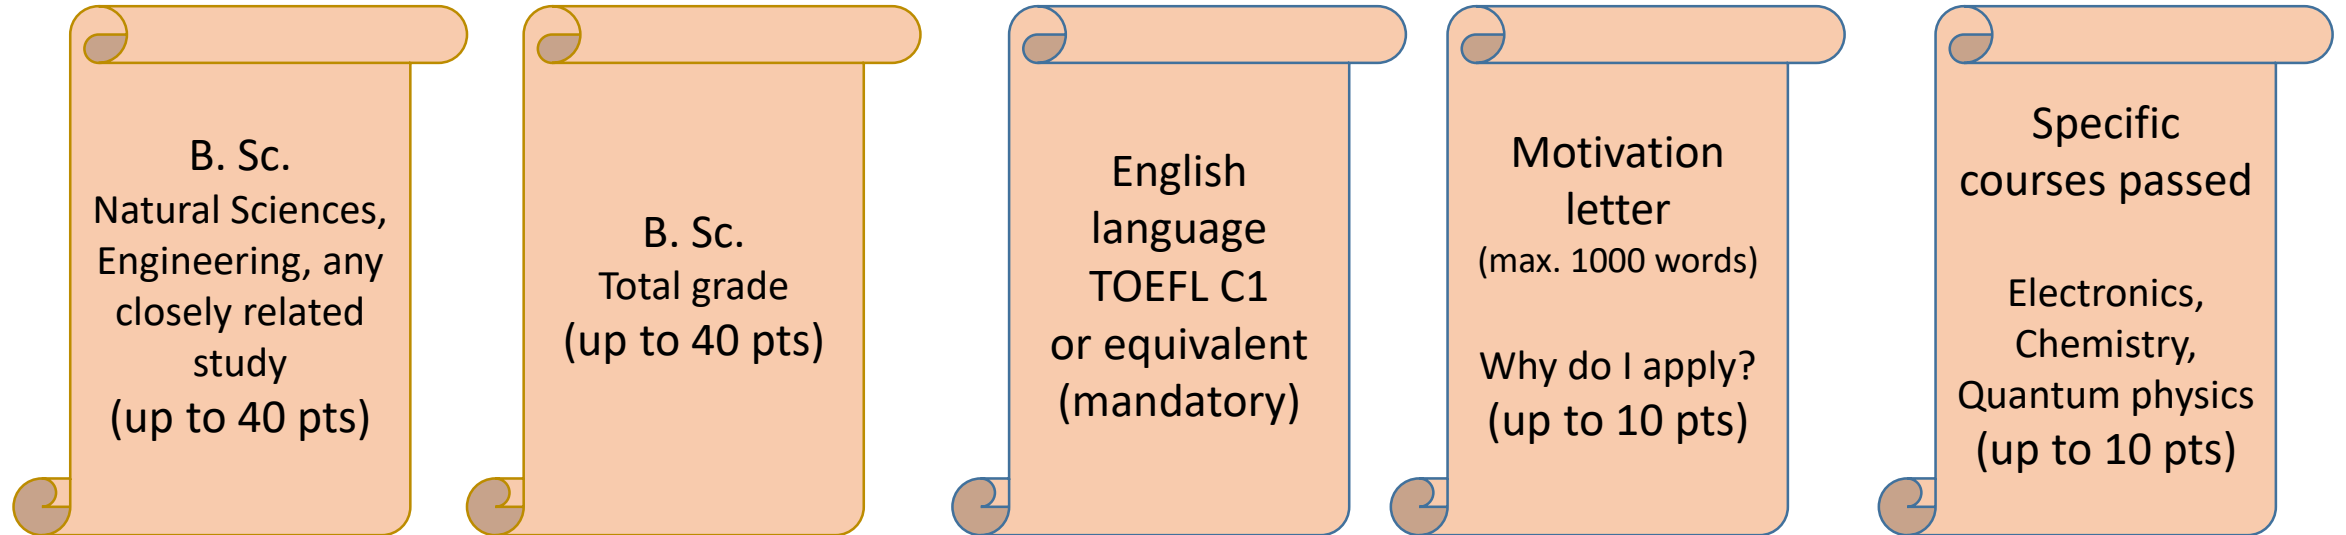 B. Sc.
Natural Sciences,
Engineering, any
closely related
study
(up to 40 pts)
B. Sc.
Total grade
(up to 40 pts)
English
language
TOEFL C1
or equivalent
(mandatory)
Motivation
letter
(max. 1000 words)
Why do I apply?
(up to 10 pts)
Specific
courses passed
Electronics,
Chemistry,
Quantum physics
(up to 10 pts)